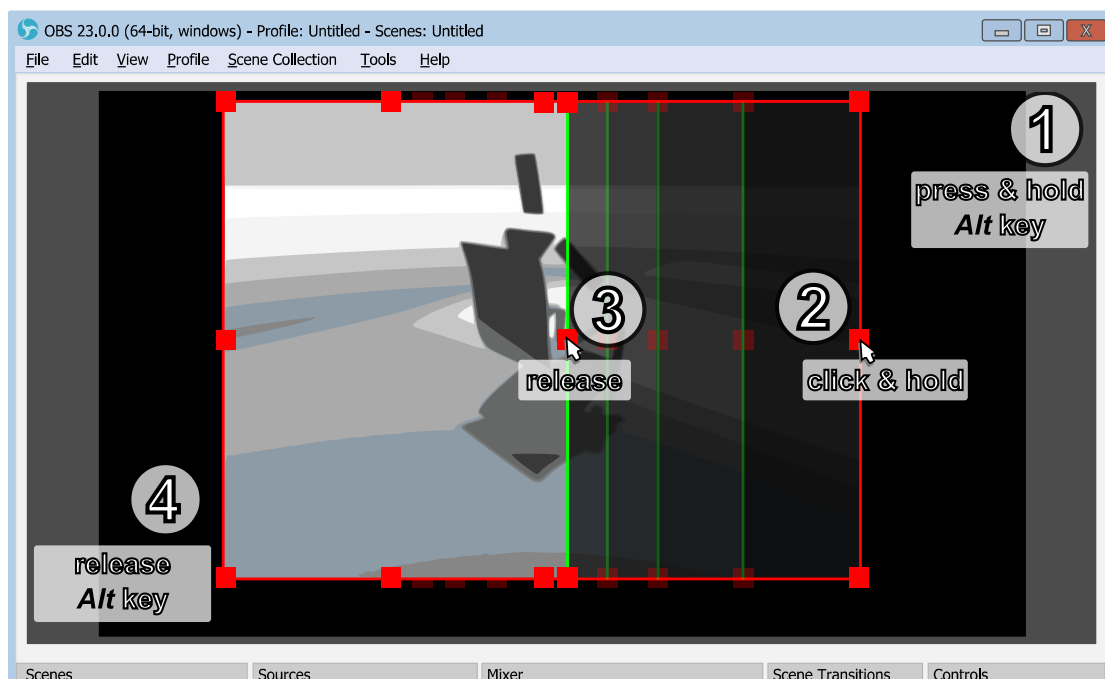 OBS 23.0.0 (64-bit, windows) - Profile: Untitled - Scenes: Untitled
X
File Edit View Profile Scene Collection Tools Help
1
press & hold
Alt key
2
click & hold
3
release
4
release
Alt key
Scenes Sources Mixer Scene Transitions Controls